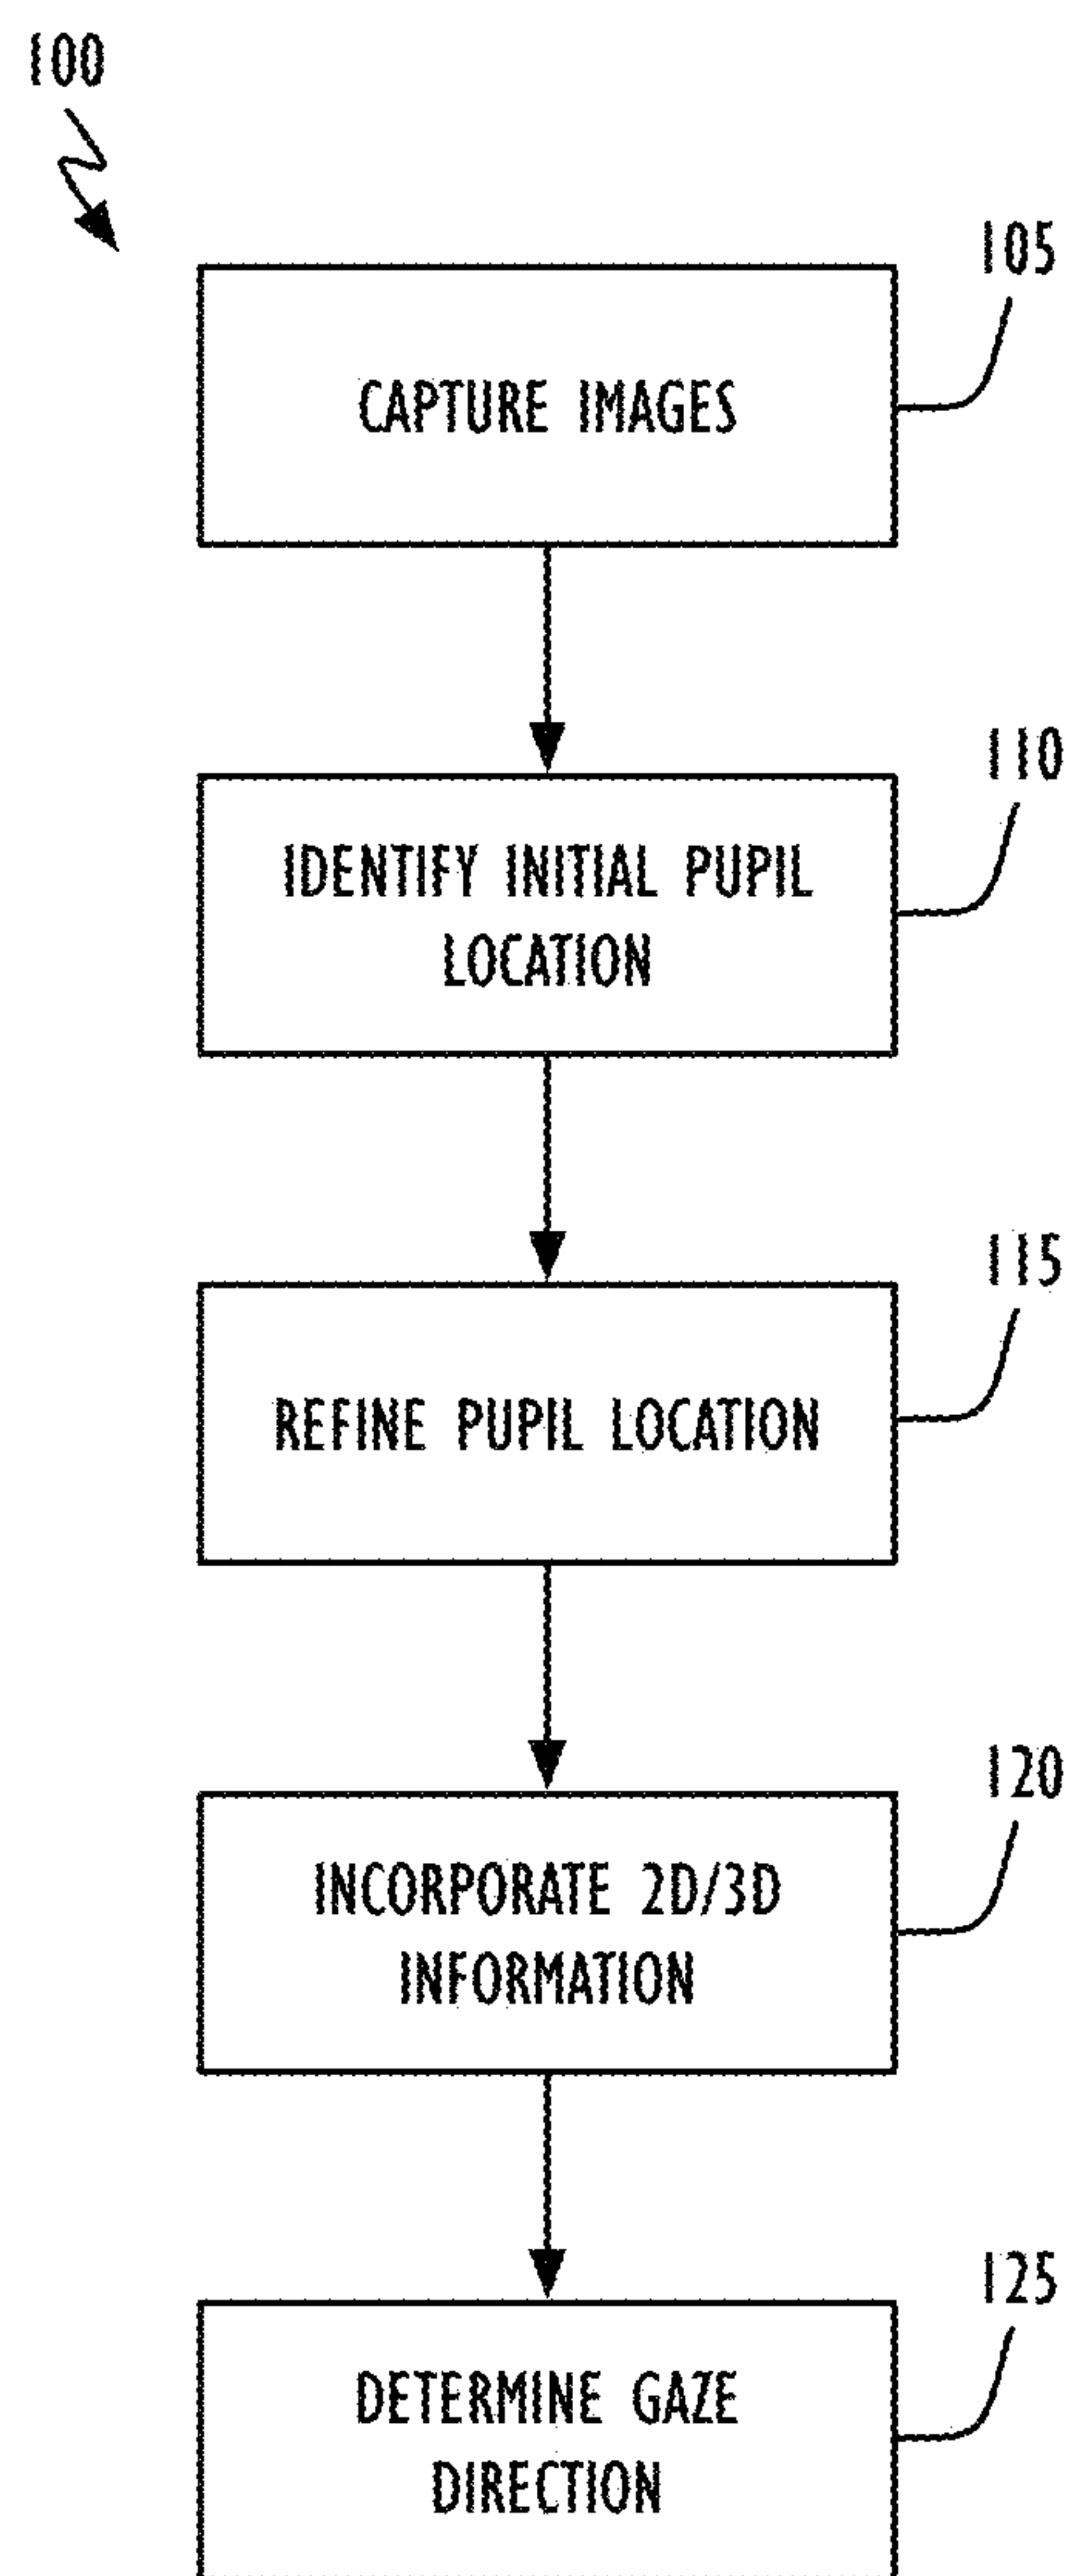 100
105
CAPTURE IMAGES
110
IDENTIFY INITIAL PUPIL
LOCATION
115
REFINE PUPIL LOCATION
120
INCORPORATE 2D/3D
INFORMATION
125
DETERMINE GAZE
DIRECTION